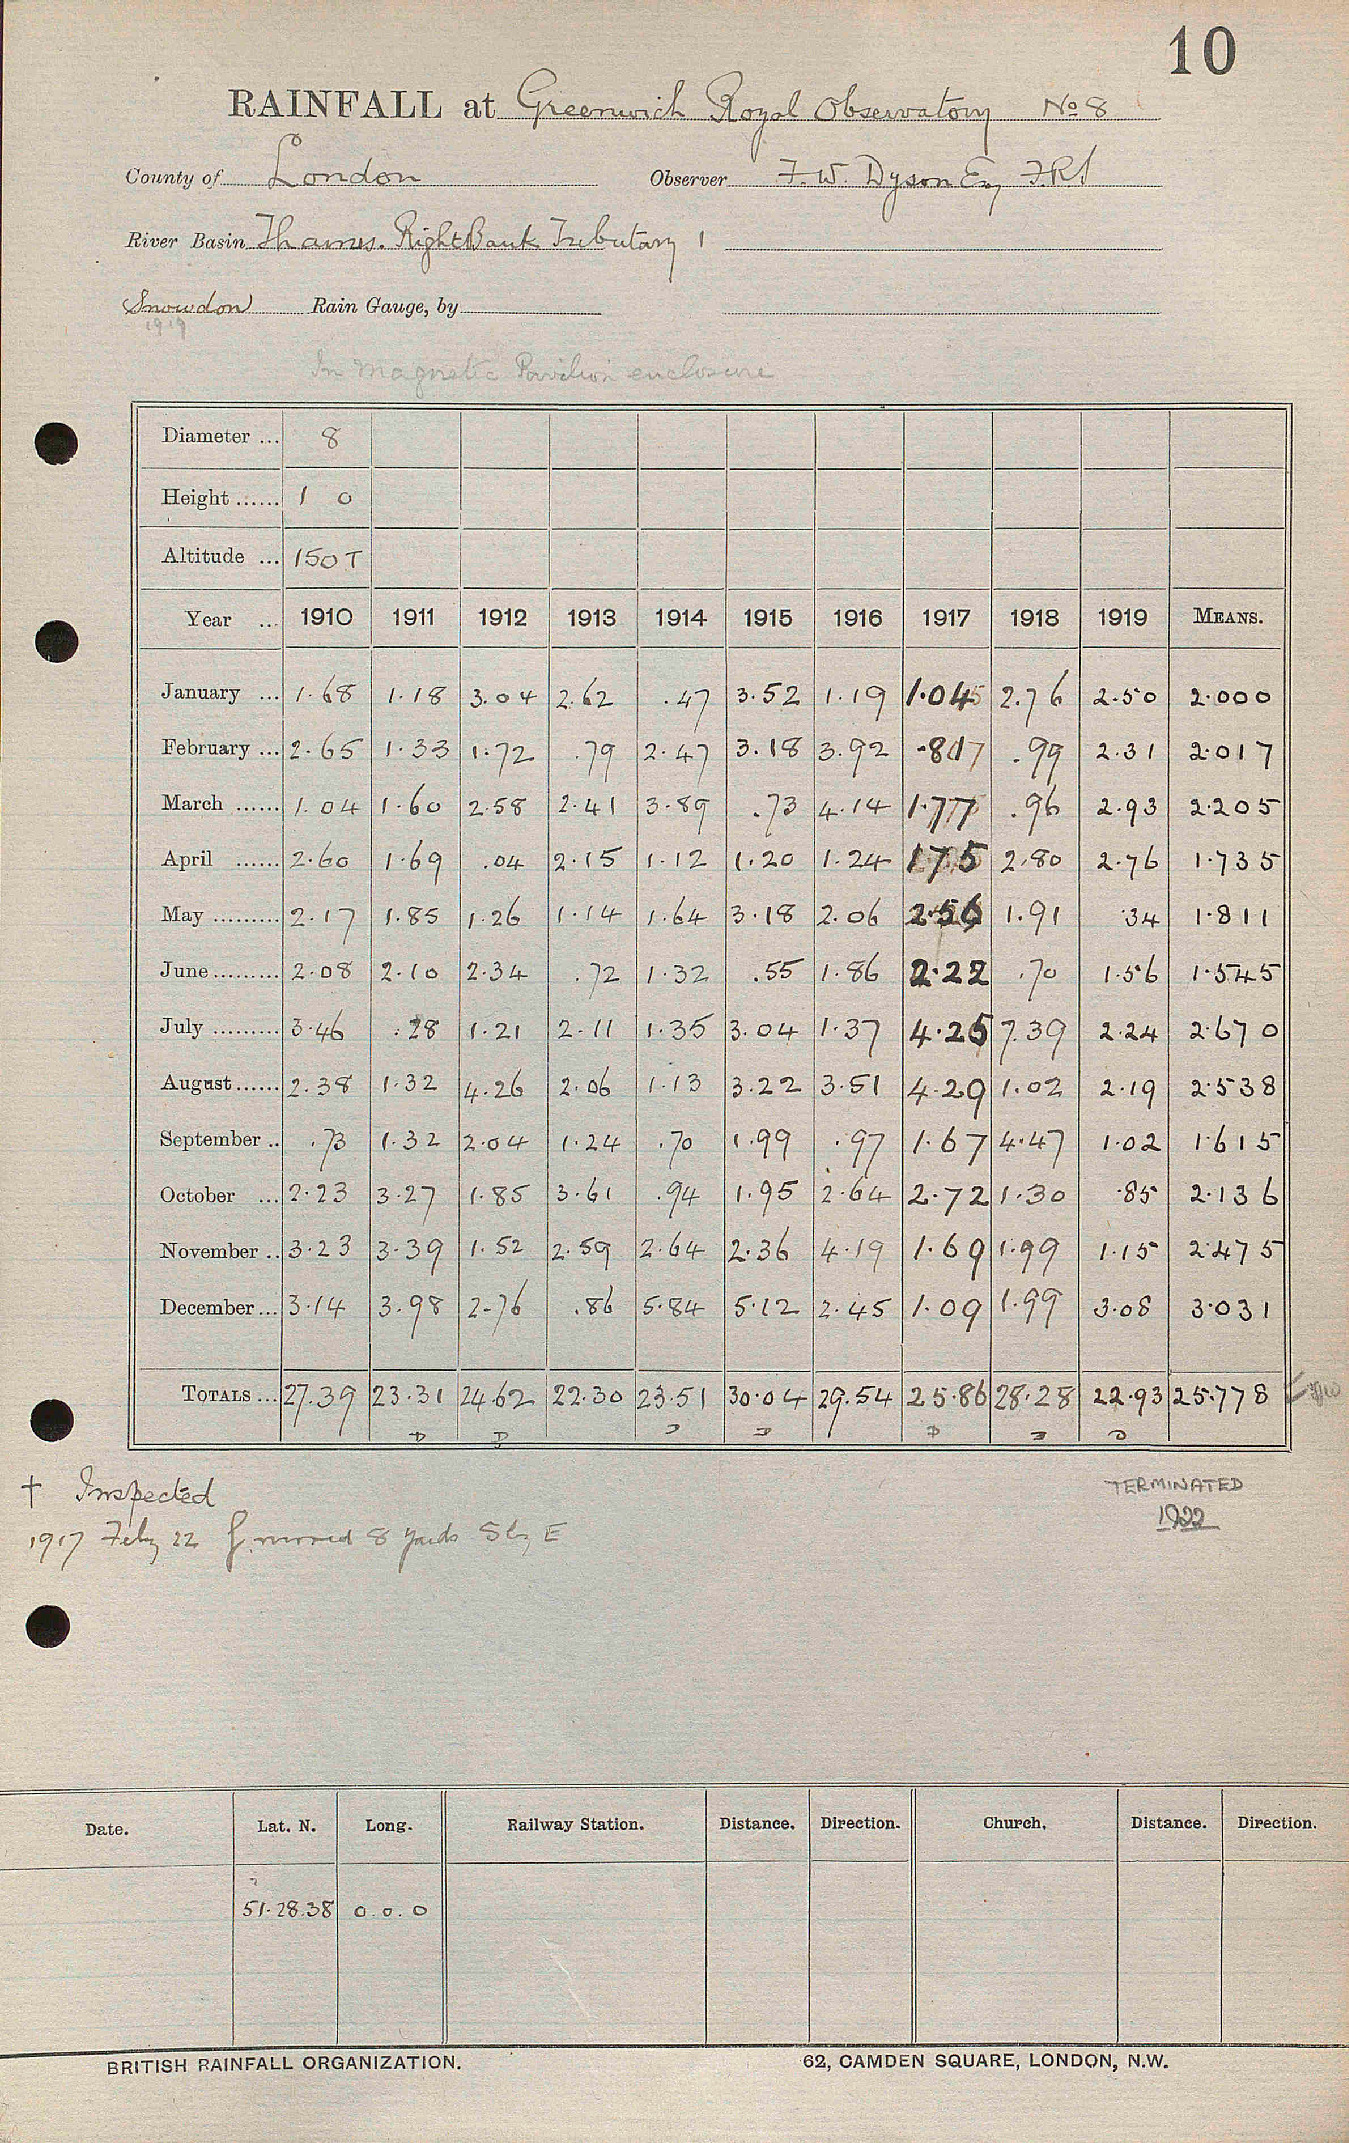 10
RAINFALL at Greenwich Royal Observatory No 8
County of London Observer F. W. Dyson Esq F.R.S
River Basin Thames. Right Bank Tributary 1
Snowdon Rain Gauge, by
1919
In Magnetic Pavilion enclosure
Diameter ... 8
Height ...... 1 0
Altitude ... 150 T
Year ... 1910 1911 1912 1913 1914 1915 1916 1917 1918 1919 MEANS.
January ... 1.68 1.18 3.04 2.62 .47 3.52 1.19 1.04 2.76 2.50 2.000
February ... 2.65 1.33 1.72 .79 2.47 3.18 3.92 .81 .99 2.31 2.017
March ...... 1.04 1.60 2.58 2.41 3.89 .73 4.14 1.77 .96 2.93 2.205
April ...... 2.60 1.69 .04 2.15 1.12 1.20 1.24 1.75 2.80 2.76 1.735
May ......... 2.17 1.85 1.26 1.14 1.64 3.18 2.06 2.56 1.91 .34 1.811
June ......... 2.08 2.10 2.34 .72 1.32 .55 1.86 2.22 .70 1.56 1.545
July ......... 3.46 .28 1.21 2.11 1.35 3.04 1.37 4.25 7.39 2.24 2.670
August ...... 2.38 1.32 4.26 2.06 1.13 3.22 3.51 4.29 1.02 2.19 2.538
September .. .73 1.32 2.04 1.24 .70 1.99 .97 1.67 4.47 1.02 1.615
October ... 2.23 3.27 1.85 3.61 .94 1.95 2.64 2.72 1.30 .85 2.136
November .. 3.23 3.39 1.52 2.59 2.64 2.36 4.19 1.69 1.99 1.15 2.475
December ... 3.14 3.98 2.76 .86 5.84 5.12 2.45 1.09 1.99 3.08 3.031
TOTALS ... 27.39 23.31 24.62 22.30 23.51 30.04 29.54 25.86 28.28 22.93 25.778
† Inspected
TERMINATED
1922
1917 Feby 22 G. moved 8 yards S by E
Date. Lat. N. Long. Railway Station. Distance. Direction. Church. Distance. Direction.
51.28.38 0.0.0
BRITISH RAINFALL ORGANIZATION. 62, CAMDEN SQUARE, LONDON, N.W.